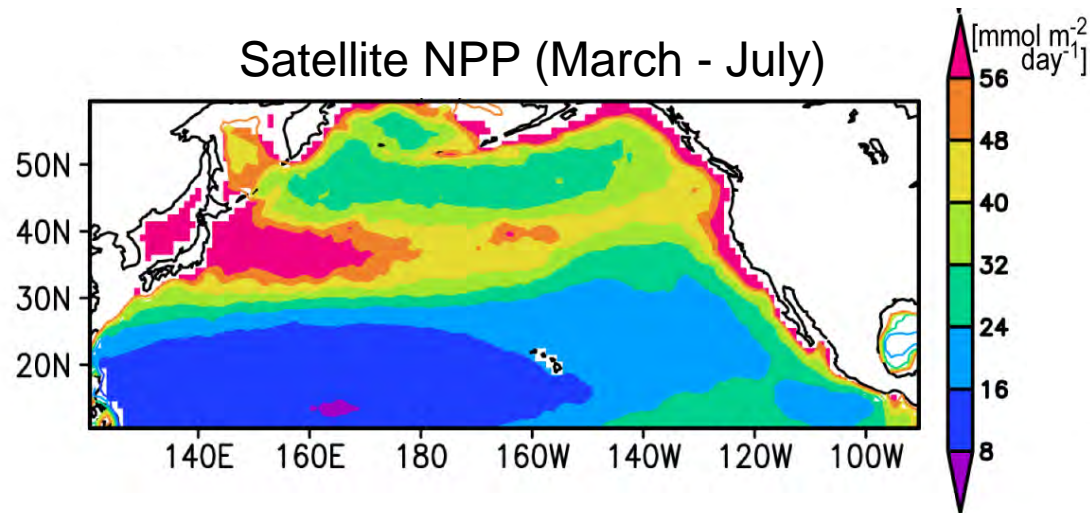 Satellite NPP (March - July)
[mmol m-2
day-1]
56
48
40
32
24
16
8
50N
40N
30N
20N
140E 160E 180 160W 140W 120W 100W